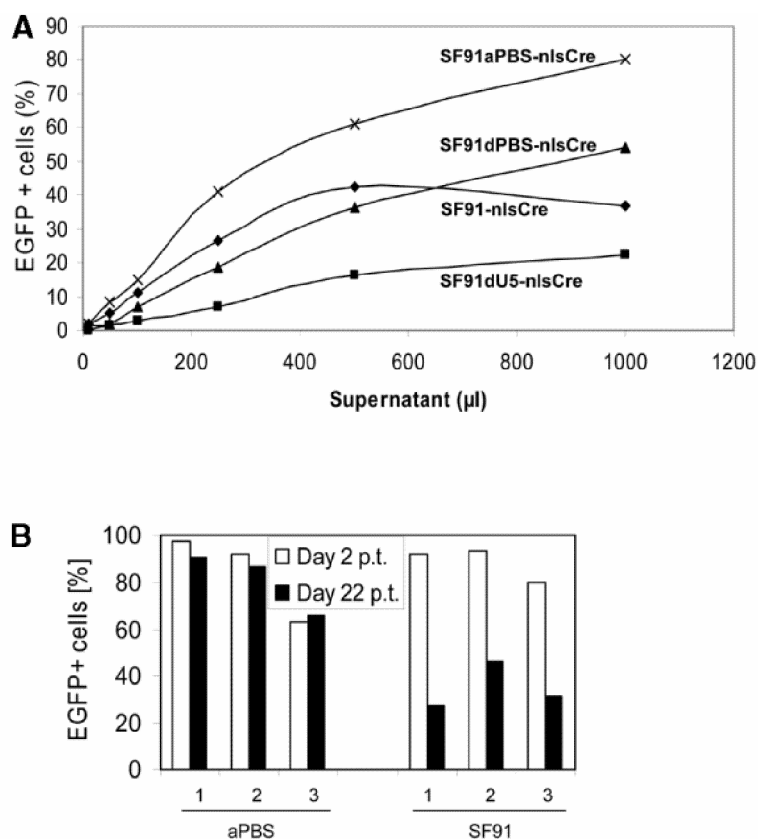 A
EGFP + cells (%)
90
80
70
60
50
40
30
20
10
0
SF91aPBS-nlsCre
SF91dPBS-nlsCre
SF91-nlsCre
SF91dU5-nlsCre
0 200 400 600 800 1000 1200
Supernatant (µl)
B
EGFP+ cells [%]
100
80
60
40
20
0
Day 2 p.t.
Day 22 p.t.
1 2 3 1 2 3
aPBS SF91